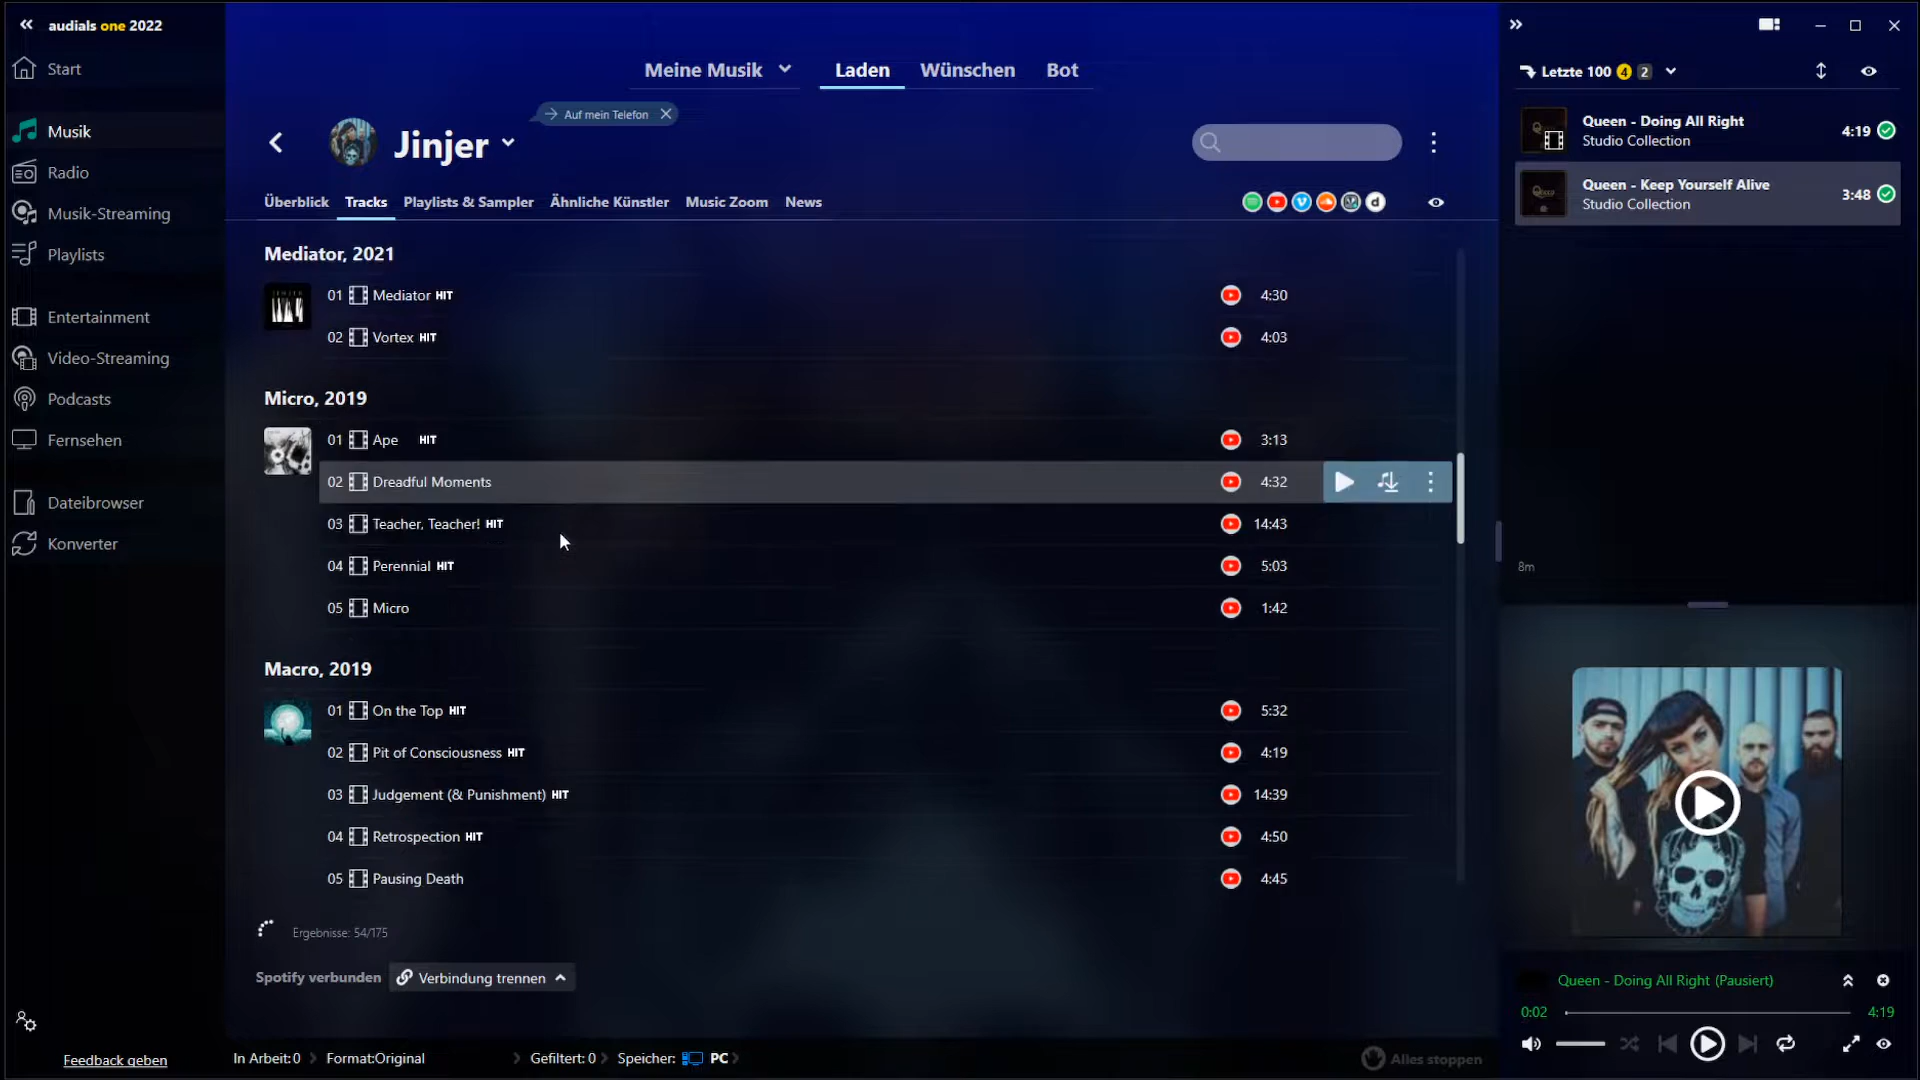 audials one 2022
Start
Musik
Radio
Musik-Streaming
Playlists
Entertainment
Video-Streaming
Podcasts
Fernsehen
Dateibrowser
Konverter
Feedback geben
Meine Musik
Laden
Wünschen
Bot
Auf mein Telefon
Jinjer
Überblick
Tracks
Playlists & Sampler
Ähnliche Künstler
Music Zoom
News
Mediator, 2021
01 Mediator HIT 4:30
02 Vortex HIT 4:03
Micro, 2019
01 Ape HIT 3:13
02 Dreadful Moments 4:32
03 Teacher, Teacher! HIT 14:43
04 Perennial HIT 5:03
05 Micro 1:42
Macro, 2019
01 On the Top HIT 5:32
02 Pit of Consciousness HIT 4:19
03 Judgement (& Punishment) HIT 14:39
04 Retrospection HIT 4:50
05 Pausing Death 4:45
Ergebnisse: 54/175
Spotify verbunden
Verbindung trennen
In Arbeit: 0
Format:Original
Gefiltert: 0
Speicher: PC
Alles stoppen
Letzte 100 4 2
Queen - Doing All Right
Studio Collection
4:19
Queen - Keep Yourself Alive
Studio Collection
3:48
8m
Queen - Doing All Right (Pausiert)
0:02
4:19